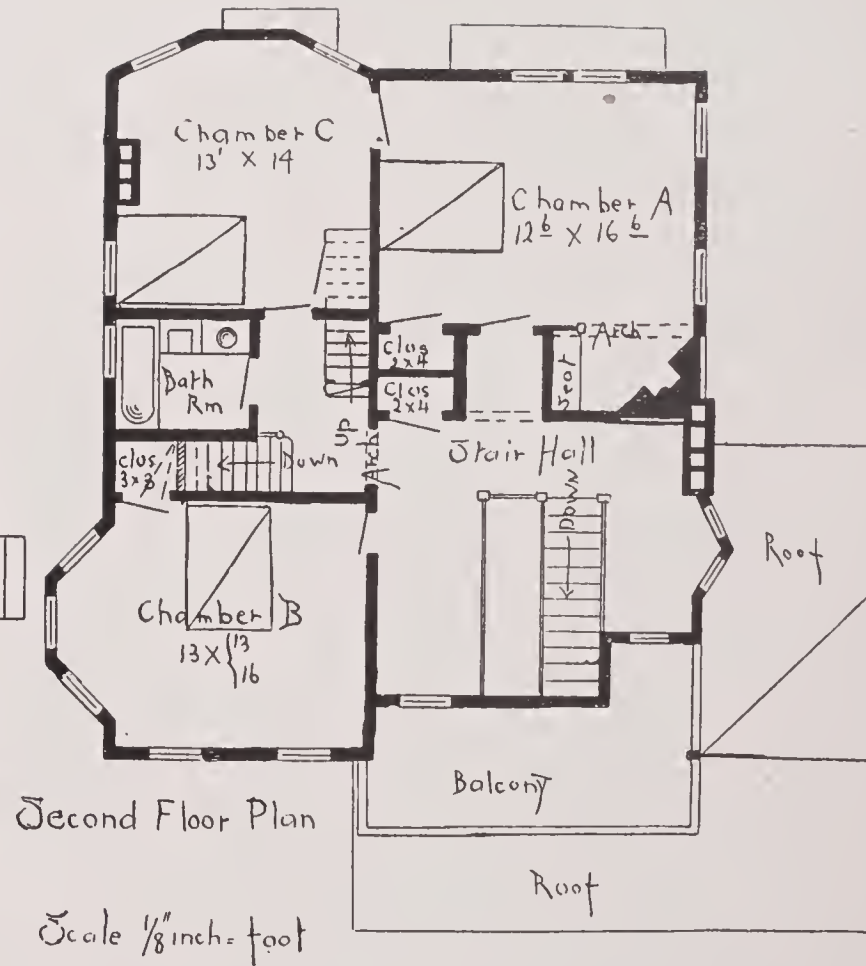 Chamber C
13' X 14
Chamber A
12 6 X 16 6
Arch
Seat
Clos
2x4
Clos
2x4
Bath
Rm
UP
Arch
Stair Hall
clos
3x3
Down
DOWN
Roof
Chamber B
13 X { 13
16
Balcony
Second Floor Plan
Roof
Scale 1/8" inch = foot